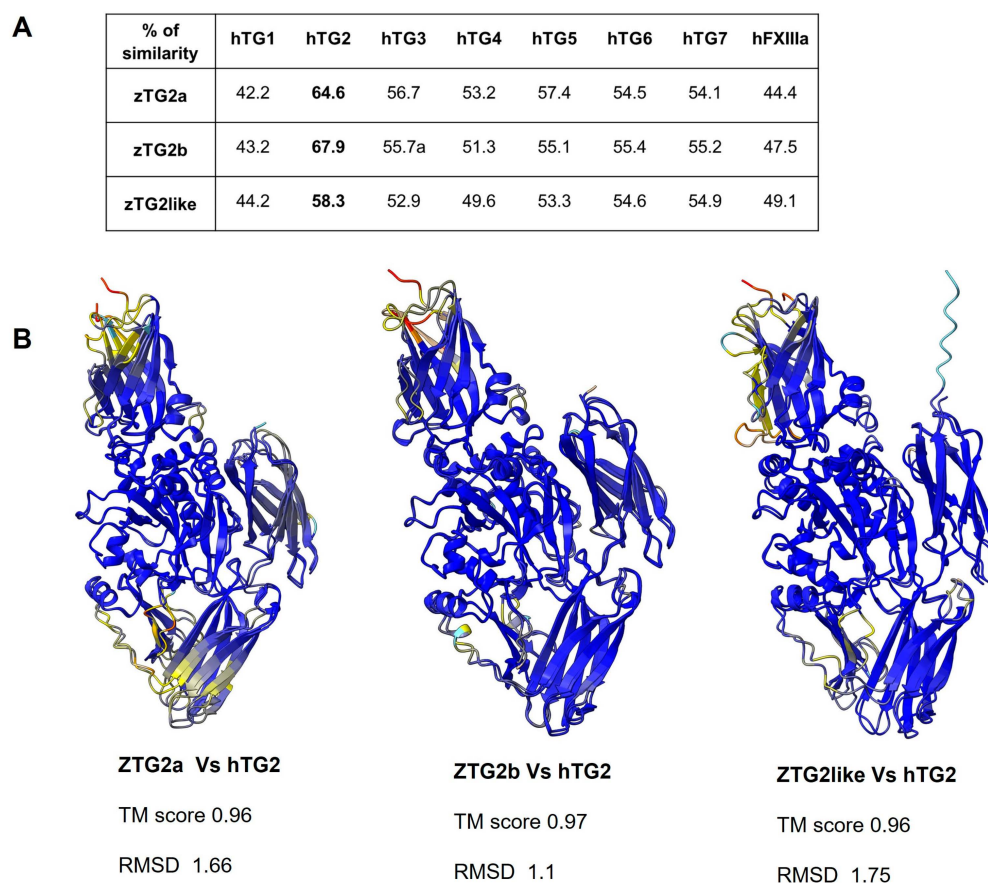 A
% of similarity hTG1 hTG2 hTG3 hTG4 hTG5 hTG6 hTG7 hFXIIIa
zTG2a 42.2 64.6 56.7 53.2 57.4 54.5 54.1 44.4
zTG2b 43.2 67.9 55.7a 51.3 55.1 55.4 55.2 47.5
zTG2like 44.2 58.3 52.9 49.6 53.3 54.6 54.9 49.1
B
ZTG2a Vs hTG2
TM score 0.96
RMSD 1.66
ZTG2b Vs hTG2
TM score 0.97
RMSD 1.1
ZTG2like Vs hTG2
TM score 0.96
RMSD 1.75